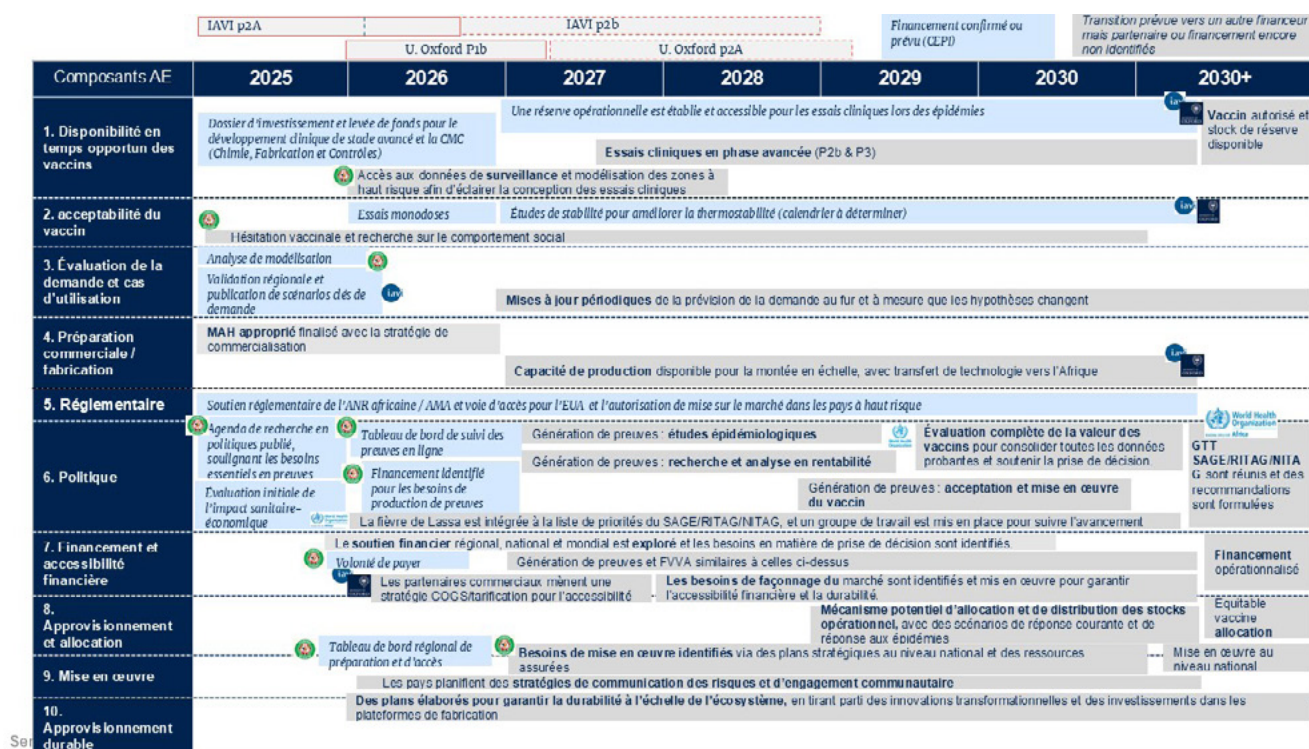 IAVI p2A
IAVI p2b
U. Oxford P1b
U. Oxford p2A
Financement confirmé ou
prévu (CEPI)
Transition prévue vers un autre financeur
mais partenaire ou financement encore
non identifiés
Composants AE
2025
2026
2027
2028
2029
2030
2030+
1. Disponibilité en
temps opportun des
vaccins
Dossier d'investissement et levée de fonds pour le
développement clinique de stade avancé et la CMC
(Chimie, Fabrication et Contrôles)
Une réserve opérationnelle est établie et accessible pour les essais cliniques lors des épidémies
iavi
Vaccin autorisé et
stock de réserve
disponible
Essais cliniques en phase avancée (P2b & P3)
Accès aux données de surveillance et modélisation des zones à
haut risque afin d'éclairer la conception des essais cliniques
2. acceptabilité du
vaccin
Essais monodoses
Études de stabilité pour améliorer la thermostabilité (calendrier à déterminer)
iavi
Hésitation vaccinale et recherche sur le comportement social
3. Évaluation de la
demande et cas
d'utilisation
Analyse de modélisation
Validation régionale et
publication de scénarios clés de
demande
iavi
Mises à jour périodiques de la prévision de la demande au fur et à mesure que les hypothèses changent
4. Préparation
commerciale /
fabrication
MAH approprié finalisé avec la stratégie de
commercialisation
iavi
Capacité de production disponible pour la montée en échelle, avec transfert de technologie vers l'Afrique
5. Réglementaire
Soutien réglementaire de l'ANR africaine / AMA et voie d'accès pour l'EUA et l'autorisation de mise sur le marché dans les pays à haut risque
6. Politique
Agenda de recherche en
politiques publié,
soulignant les besoins
essentiels en preuves
Tableau de bord de suivi des
preuves en ligne
Génération de preuves : études épidémiologiques
Évaluation complète de la valeur des
vaccins pour consolider toutes les données
probantes et soutenir la prise de décision.
World Health
Organization
Africa
Génération de preuves : recherche et analyse en rentabilité
GTT
SAGE/RITAG/NITA
G sont réunis et des
recommandations
sont formulées
Financement identifié
pour les besoins de
production de preuves
Évaluation initiale de
l'impact sanitaire-
économique
Génération de preuves : acceptation et mise en œuvre
du vaccin
La fièvre de Lassa est intégrée à la liste de priorités du SAGE/RITAG/NITAG, et un groupe de travail est mis en place pour suivre l'avancement
7. Financement et
accessibilité
financière
Le soutien financier régional, national et mondial est exploré et les besoins en matière de prise de décision sont identifiés.
Volonté de payer
Génération de preuves et FVVA similaires à celles ci-dessus
Financement
opérationnalisé
iavi
Les partenaires commerciaux mènent une
stratégie COGS/tarification pour l'accessibilité
Les besoins de façonnage du marché sont identifiés et mis en œuvre pour garantir
l'accessibilité financière et la durabilité.
8.
Approvisionnement
et allocation
Mécanisme potentiel d'allocation et de distribution des stocks
opérationnel, avec des scénarios de réponse courante et de
réponse aux épidémies
Equitable
vaccine
allocation
9. Mise en œuvre
Tableau de bord régional de
préparation et d'accès
Besoins de mise en œuvre identifiés via des plans stratégiques au niveau national et des ressources
assurées
Mise en œuvre au
niveau national
Les pays planifient des stratégies de communication des risques et d'engagement communautaire
10.
Approvisionnement
durable
Des plans élaborés pour garantir la durabilité à l'échelle de l'écosystème, en tirant parti des innovations transformationnelles et des investissements dans les
plateformes de fabrication